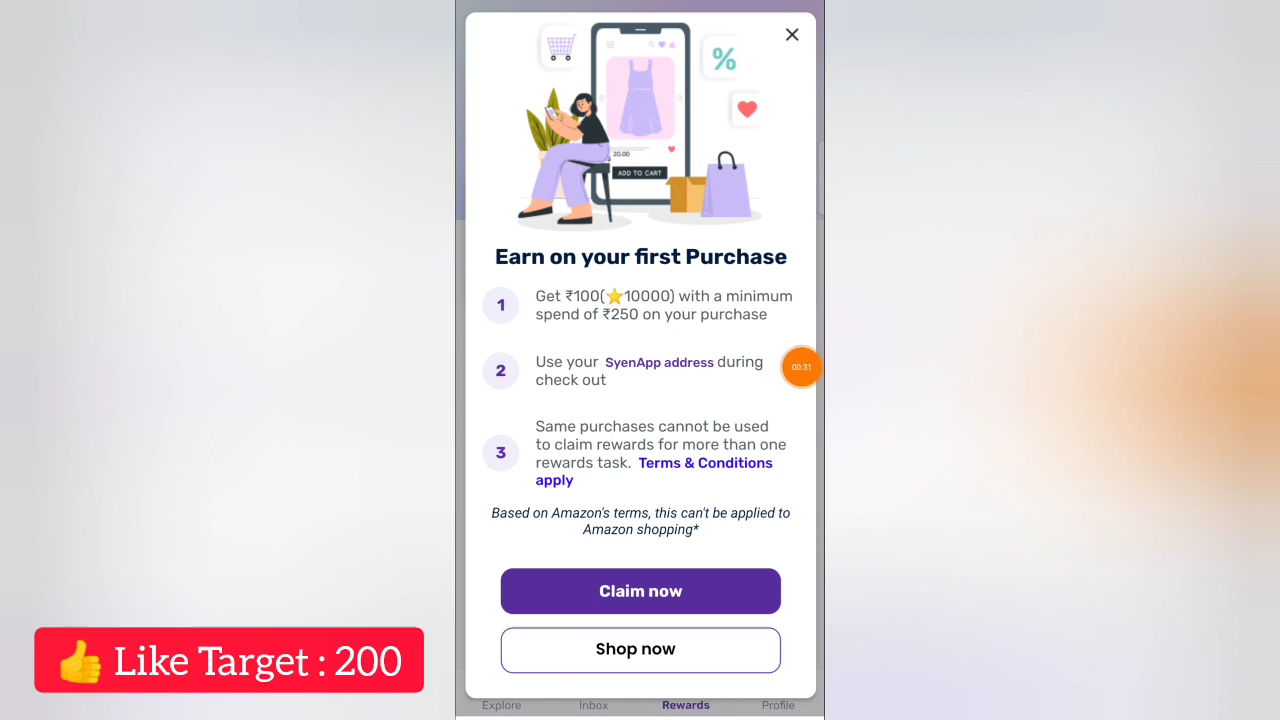 20.00
ADD TO CART
%
Earn on your first Purchase
1
Get ₹100(⭐10000) with a minimum
spend of ₹250 on your purchase
2
Use your SyenApp address during
check out
00:31
3
Same purchases cannot be used
to claim rewards for more than one
rewards task. Terms & Conditions
apply
Based on Amazon's terms, this can't be applied to
Amazon shopping*
Claim now
Shop now
👍 Like Target : 200
Explore Inbox Rewards Profile